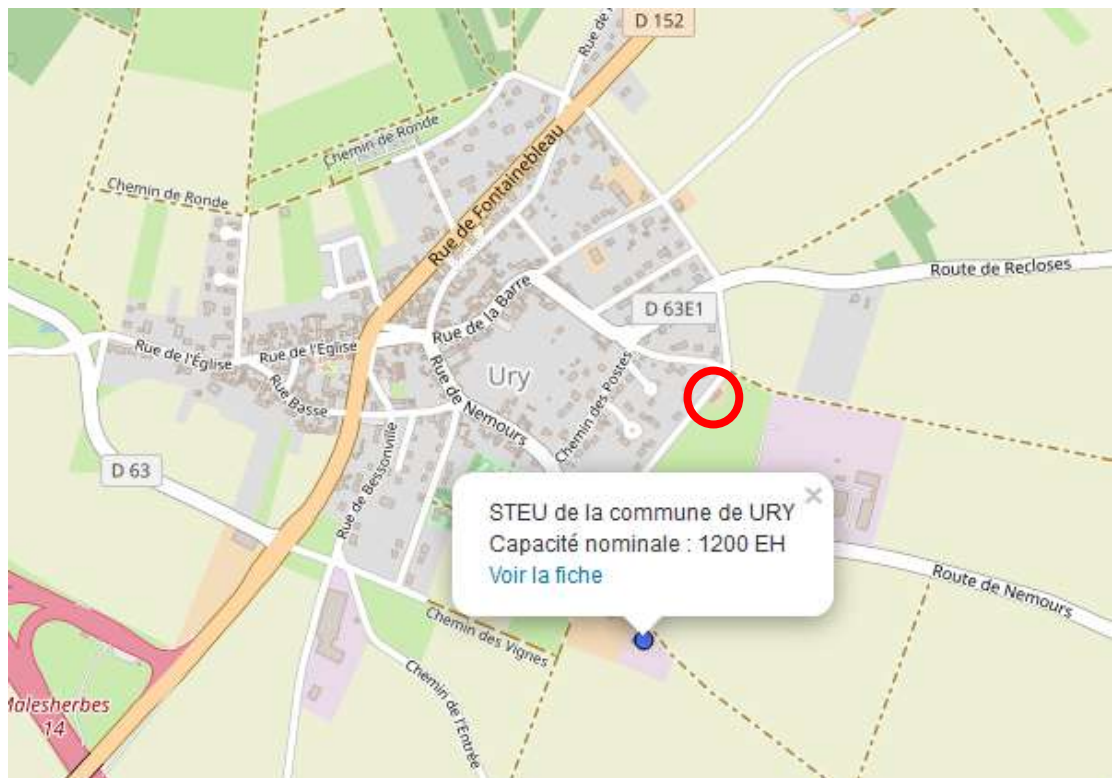 D 152
Rue de
Chemin de Ronde
Chemin de Ronde
Rue de Fontainebleau
Route de Recloses
D 63E1
Rue de la Barre
Rue de l'Église
Rue de l'Église
Ury
Rue Basse
Rue de Nemours
Chemin des Postes
D 63
Rue de Bessonville
STEU de la commune de URY
×
Capacité nominale : 1200 EH
Voir la fiche
Route de Nemours
Chemin des Vignes
Chemin de l'Entrée
Malesherbes
14